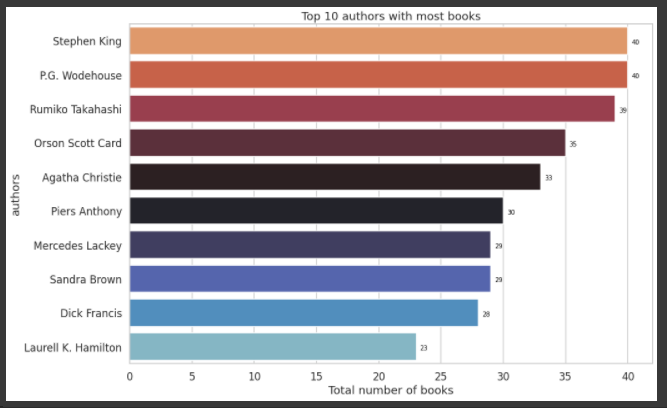 Top 10 authors with most books
Stephen King 40
P.G. Wodehouse 40
Rumiko Takahashi 39
Orson Scott Card 35
Agatha Christie 33
authors
Piers Anthony 30
Mercedes Lackey 29
Sandra Brown 29
Dick Francis 28
Laurell K. Hamilton 23
0 5 10 15 20 25 30 35 40
Total number of books